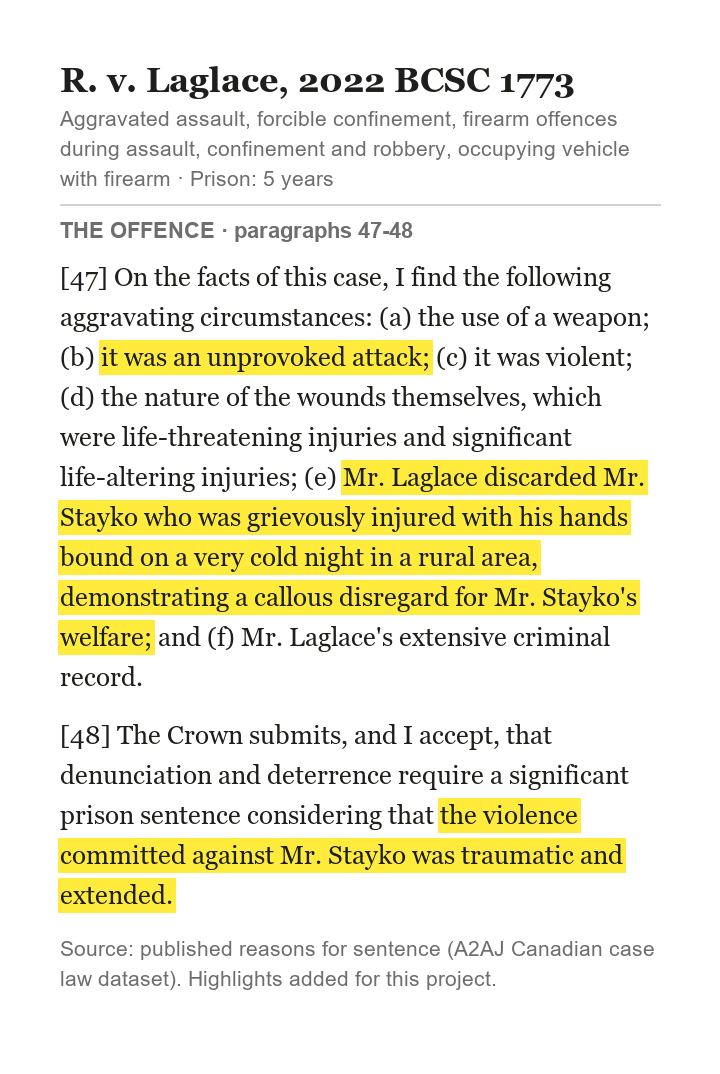 R. v. Laglace, 2022 BCSC 1773
Aggravated assault, forcible confinement, firearm offences
during assault, confinement and robbery, occupying vehicle
with firearm · Prison: 5 years
THE OFFENCE · paragraphs 47-48
[47] On the facts of this case, I find the following
aggravating circumstances: (a) the use of a weapon;
(b) it was an unprovoked attack; (c) it was violent;
(d) the nature of the wounds themselves, which
were life-threatening injuries and significant
life-altering injuries; (e) Mr. Laglace discarded Mr.
Stayko who was grievously injured with his hands
bound on a very cold night in a rural area,
demonstrating a callous disregard for Mr. Stayko's
welfare; and (f) Mr. Laglace's extensive criminal
record.
[48] The Crown submits, and I accept, that
denunciation and deterrence require a significant
prison sentence considering that the violence
committed against Mr. Stayko was traumatic and
extended.
Source: published reasons for sentence (A2AJ Canadian case
law dataset). Highlights added for this project.